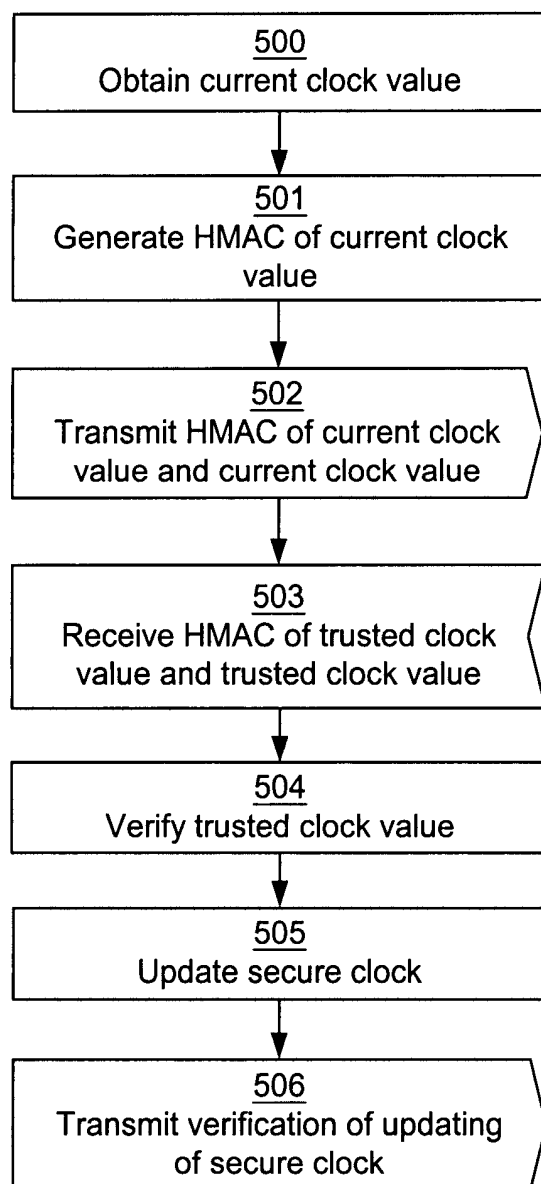 500
Obtain current clock value
501
Generate HMAC of current clock
value
502
Transmit HMAC of current clock
value and current clock value
503
Receive HMAC of trusted clock
value and trusted clock value
504
Verify trusted clock value
505
Update secure clock
506
Transmit verification of updating
of secure clock